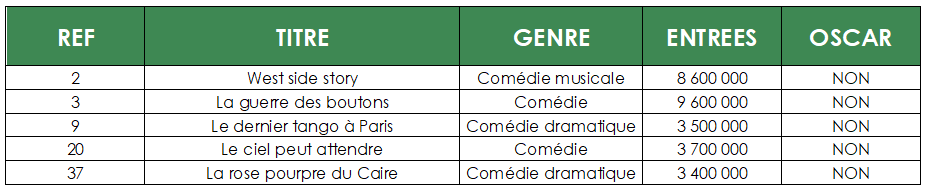 REF TITRE GENRE ENTREES OSCAR
2 West side story Comédie musicale 8 600 000 NON
3 La guerre des boutons Comédie 9 600 000 NON
9 Le dernier tango à Paris Comédie dramatique 3 500 000 NON
20 Le ciel peut attendre Comédie 3 700 000 NON
37 La rose pourpre du Caire Comédie dramatique 3 400 000 NON